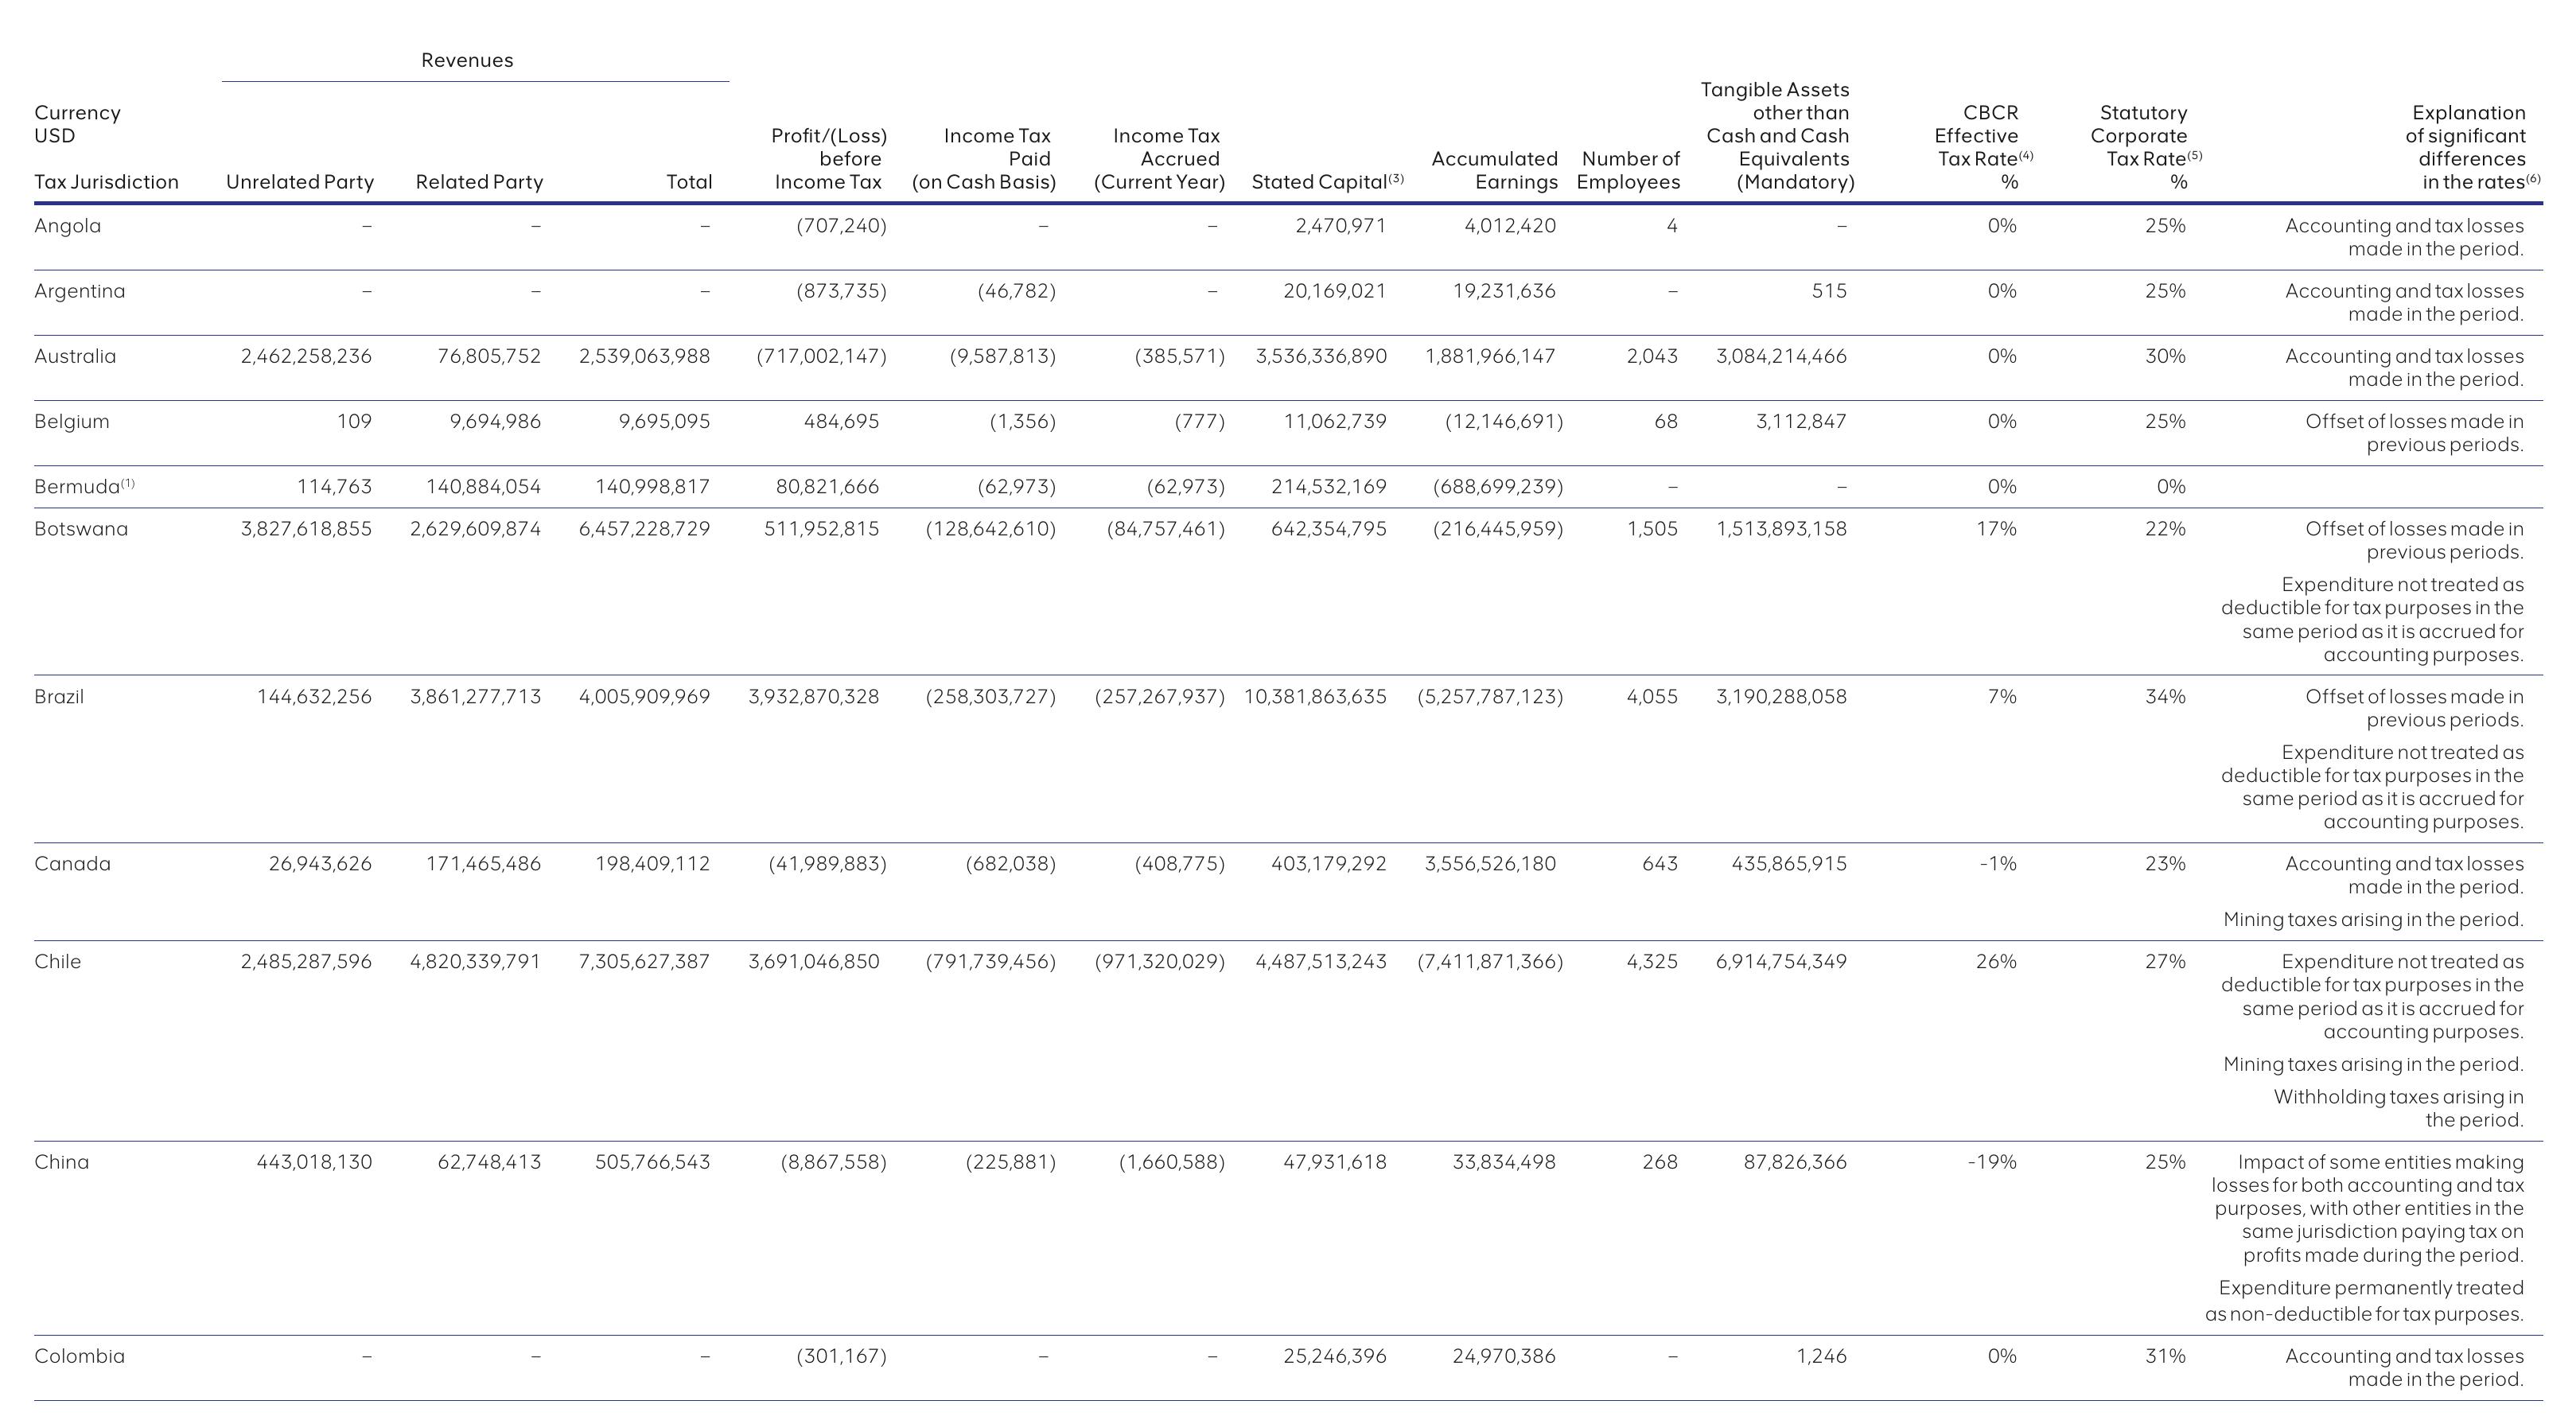 Revenues
Currency
USD
Tax Jurisdiction
Unrelated Party
Related Party
Total
Profit/(Loss)
before
Income Tax
Income Tax
Paid
(on Cash Basis)
Income Tax
Accrued
(Current Year)
Stated Capital(3)
Accumulated
Earnings
Number of
Employees
Tangible Assets
other than
Cash and Cash
Equivalents
(Mandatory)
CBCR
Effective
Tax Rate(4)
%
Statutory
Corporate
Tax Rate(5)
%
Explanation
of significant
differences
in the rates(6)
Angola – – – (707,240) – – 2,470,971 4,012,420 4 – 0% 25% Accounting and tax losses
made in the period.
Argentina – – – (873,735) (46,782) – 20,169,021 19,231,636 – 515 0% 25% Accounting and tax losses
made in the period.
Australia 2,462,258,236 76,805,752 2,539,063,988 (717,002,147) (9,587,813) (385,571) 3,536,336,890 1,881,966,147 2,043 3,084,214,466 0% 30% Accounting and tax losses
made in the period.
Belgium 109 9,694,986 9,695,095 484,695 (1,356) (777) 11,062,739 (12,146,691) 68 3,112,847 0% 25% Offset of losses made in
previous periods.
Bermuda(1) 114,763 140,884,054 140,998,817 80,821,666 (62,973) (62,973) 214,532,169 (688,699,239) – – 0% 0%
Botswana 3,827,618,855 2,629,609,874 6,457,228,729 511,952,815 (128,642,610) (84,757,461) 642,354,795 (216,445,959) 1,505 1,513,893,158 17% 22% Offset of losses made in
previous periods.
Expenditure not treated as
deductible for tax purposes in the
same period as it is accrued for
accounting purposes.
Brazil 144,632,256 3,861,277,713 4,005,909,969 3,932,870,328 (258,303,727) (257,267,937) 10,381,863,635 (5,257,787,123) 4,055 3,190,288,058 7% 34% Offset of losses made in
previous periods.
Expenditure not treated as
deductible for tax purposes in the
same period as it is accrued for
accounting purposes.
Canada 26,943,626 171,465,486 198,409,112 (41,989,883) (682,038) (408,775) 403,179,292 3,556,526,180 643 435,865,915 -1% 23% Accounting and tax losses
made in the period.
Mining taxes arising in the period.
Chile 2,485,287,596 4,820,339,791 7,305,627,387 3,691,046,850 (791,739,456) (971,320,029) 4,487,513,243 (7,411,871,366) 4,325 6,914,754,349 26% 27% Expenditure not treated as
deductible for tax purposes in the
same period as it is accrued for
accounting purposes.
Mining taxes arising in the period.
Withholding taxes arising in
the period.
China 443,018,130 62,748,413 505,766,543 (8,867,558) (225,881) (1,660,588) 47,931,618 33,834,498 268 87,826,366 -19% 25% Impact of some entities making
losses for both accounting and tax
purposes, with other entities in the
same jurisdiction paying tax on
profits made during the period.
Expenditure permanently treated
as non-deductible for tax purposes.
Colombia – – – (301,167) – – 25,246,396 24,970,386 – 1,246 0% 31% Accounting and tax losses
made in the period.